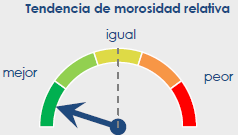 Tendencia de morosidad relativa
igual
mejor
peor